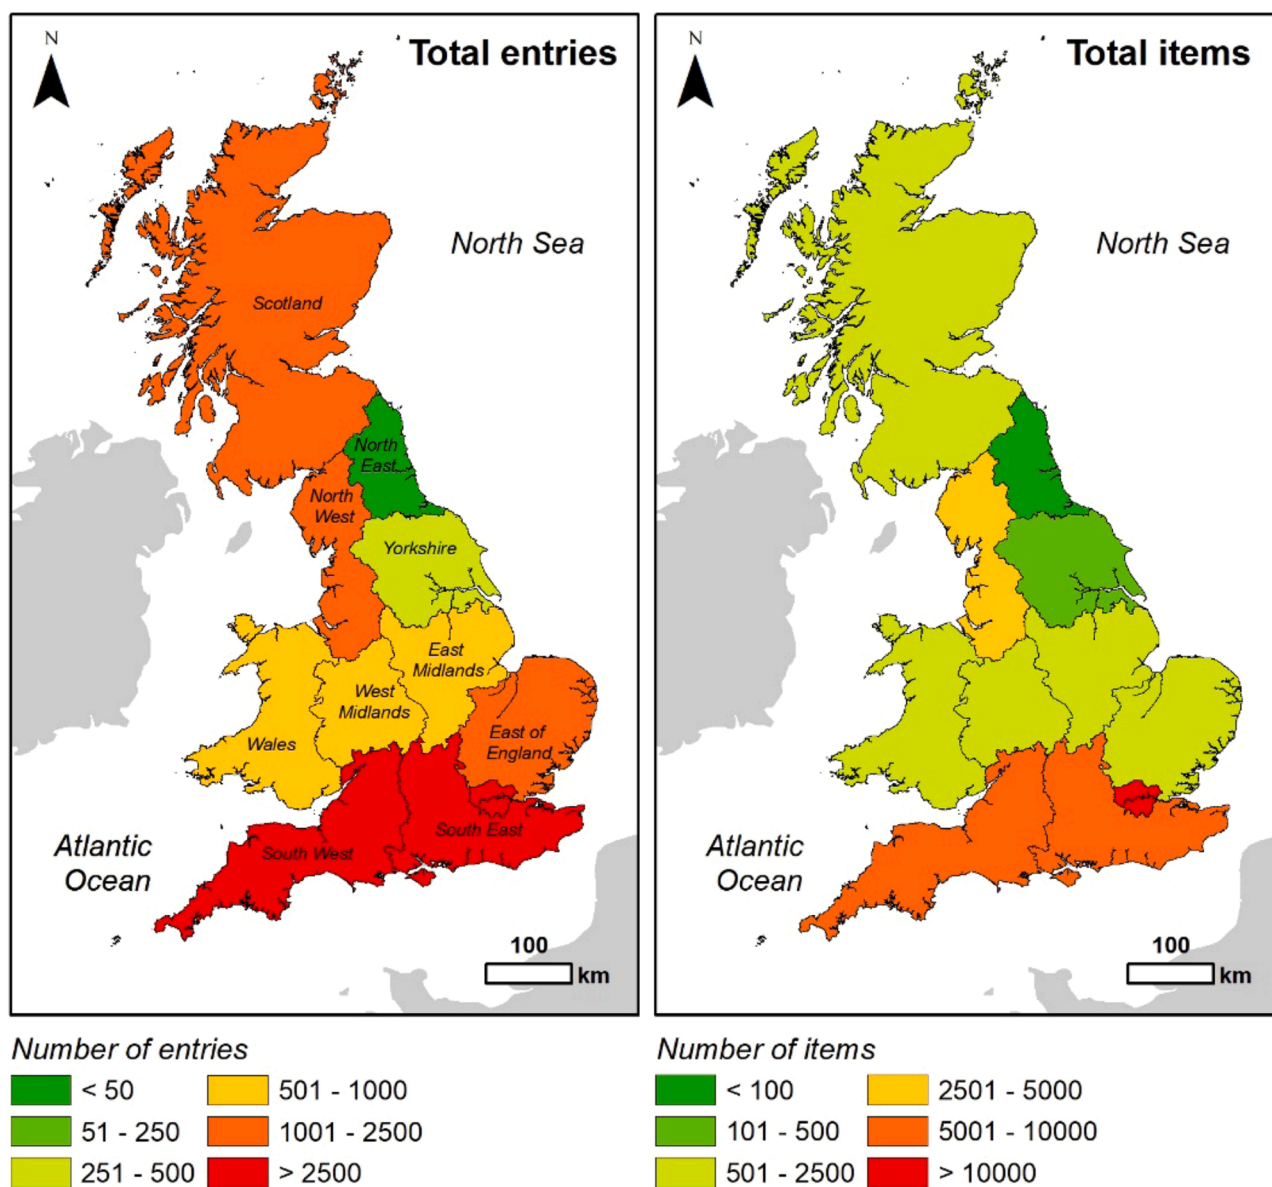 N
Total entries
North Sea
Scotland
North
East
North
West
Yorkshire
East
Midlands
West
Midlands
East of
England
Wales
South East
South West
Atlantic
Ocean
100
km
Number of entries
< 50
51 - 250
251 - 500
501 - 1000
1001 - 2500
> 2500
N
Total items
North Sea
Atlantic
Ocean
100
km
Number of items
< 100
101 - 500
501 - 2500
2501 - 5000
5001 - 10000
> 10000